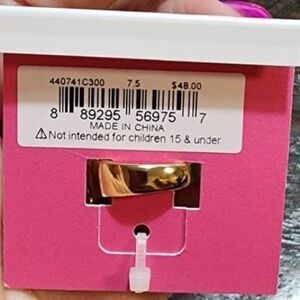 440741C300 7.5 $48.00
8 89295 56975 7
MADE IN CHINA
⚠Not intended for children 15 & under